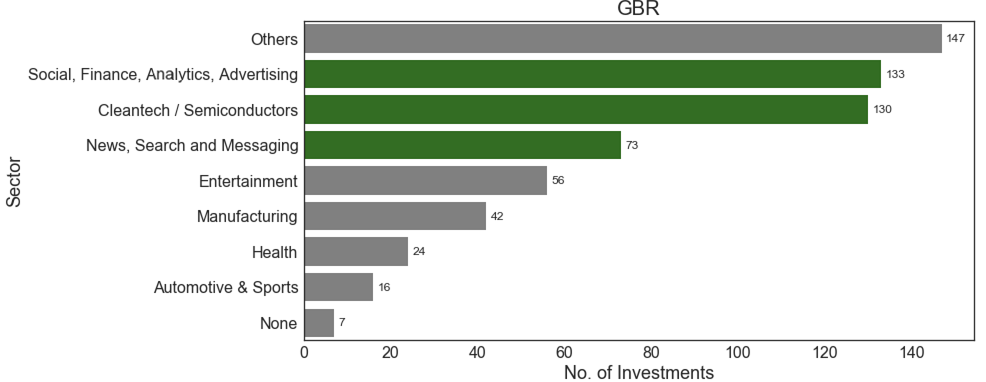 GBR
Others 147
Social, Finance, Analytics, Advertising 133
Cleantech / Semiconductors 130
News, Search and Messaging 73
Entertainment 56
Manufacturing 42
Health 24
Automotive & Sports 16
None 7
Sector
0 20 40 60 80 100 120 140
No. of Investments